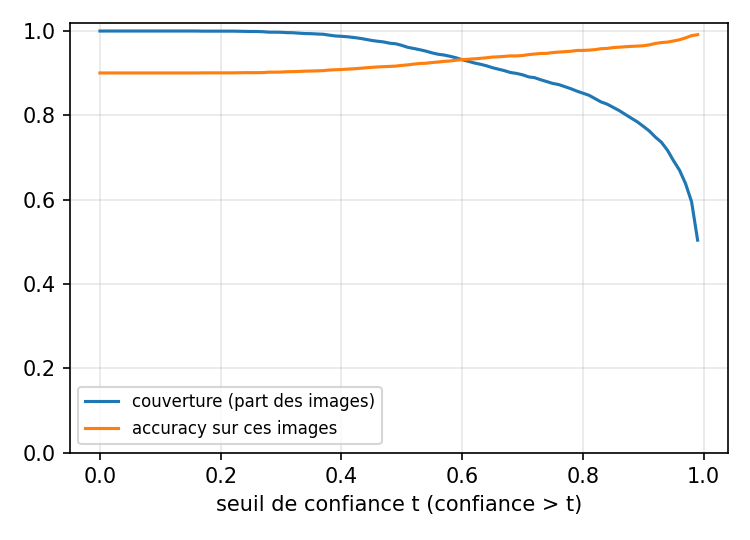 1.0
0.8
0.6
0.4
0.2
0.0
couverture (part des images)
accuracy sur ces images
0.0 0.2 0.4 0.6 0.8 1.0
seuil de confiance t (confiance > t)